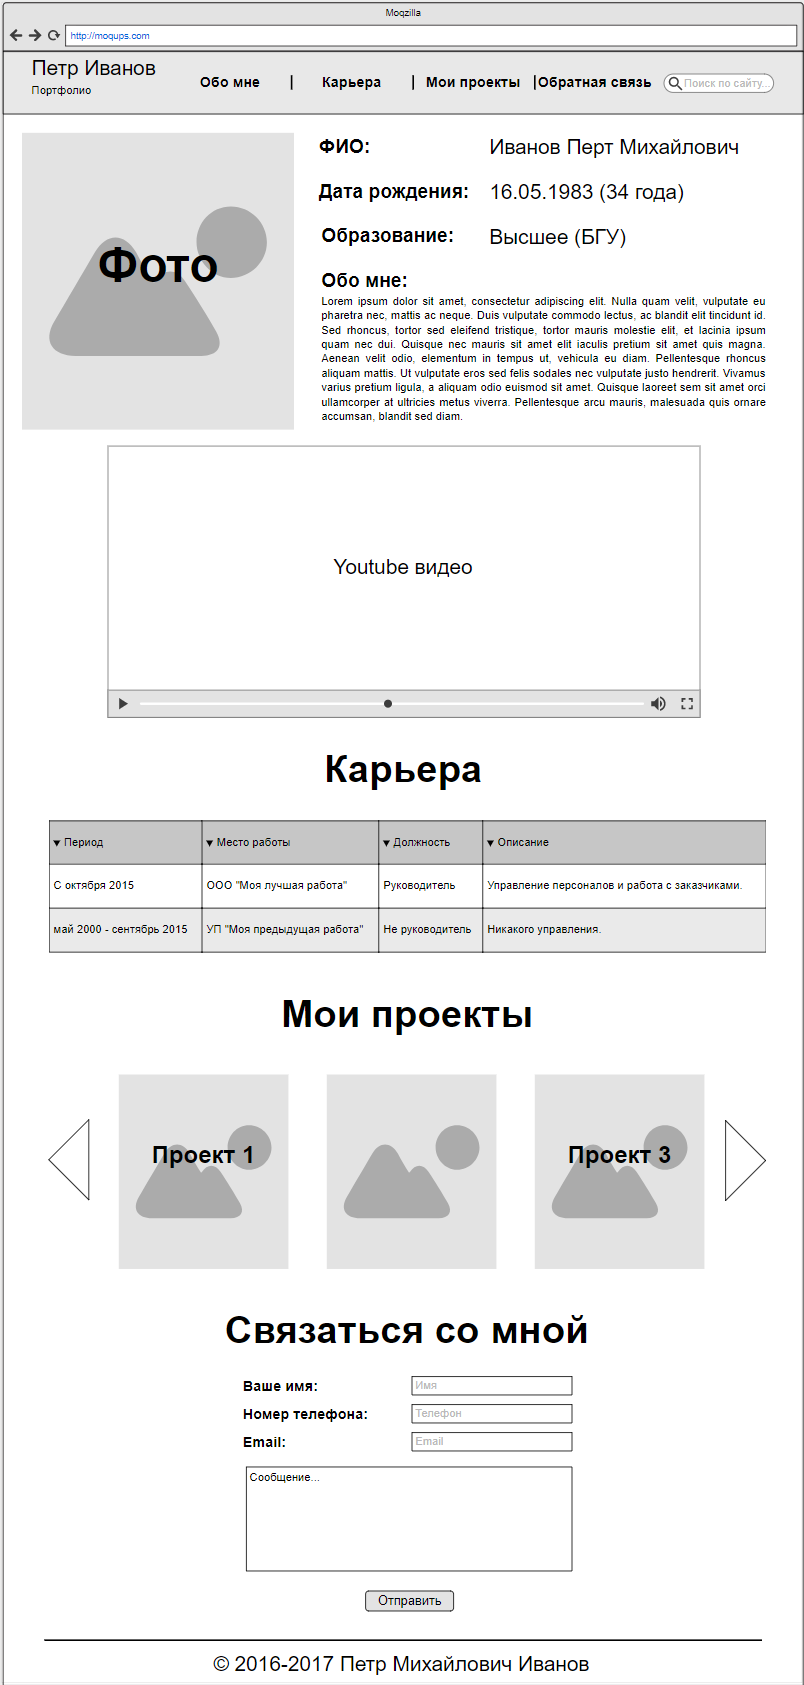 Moqzilla
http://moqups.com
Петр Иванов
Портфолио
Обо мне | Карьера | Мои проекты |Обратная связь
Поиск по сайту...
Фото
ФИО: Иванов Перт Михайлович
Дата рождения: 16.05.1983 (34 года)
Образование: Высшее (БГУ)
Обо мне:
Lorem ipsum dolor sit amet, consectetur adipiscing elit. Nulla quam velit, vulputate eu
pharetra nec, mattis ac neque. Duis vulputate commodo lectus, ac blandit elit tincidunt id.
Sed rhoncus, tortor sed eleifend tristique, tortor mauris molestie elit, et lacinia ipsum
quam nec dui. Quisque nec mauris sit amet elit iaculis pretium sit amet quis magna.
Aenean velit odio, elementum in tempus ut, vehicula eu diam. Pellentesque rhoncus
aliquam mattis. Ut vulputate eros sed felis sodales nec vulputate justo hendrerit. Vivamus
varius pretium ligula, a aliquam odio euismod sit amet. Quisque laoreet sem sit amet orci
ullamcorper at ultricies metus viverra. Pellentesque arcu mauris, malesuada quis ornare
accumsan, blandit sed diam.
Youtube видео
Карьера
▼ Период ▼ Место работы ▼ Должность ▼ Описание
С октября 2015 ООО "Моя лучшая работа" Руководитель Управление персоналов и работа с заказчиками.
май 2000 - сентябрь 2015 УП "Моя предыдущая работа" Не руководитель Никакого управления.
Мои проекты
Проект 1
Проект 3
Связаться со мной
Ваше имя: Имя
Номер телефона: Телефон
Email: Email
Сообщение...
Отправить
© 2016-2017 Петр Михайлович Иванов